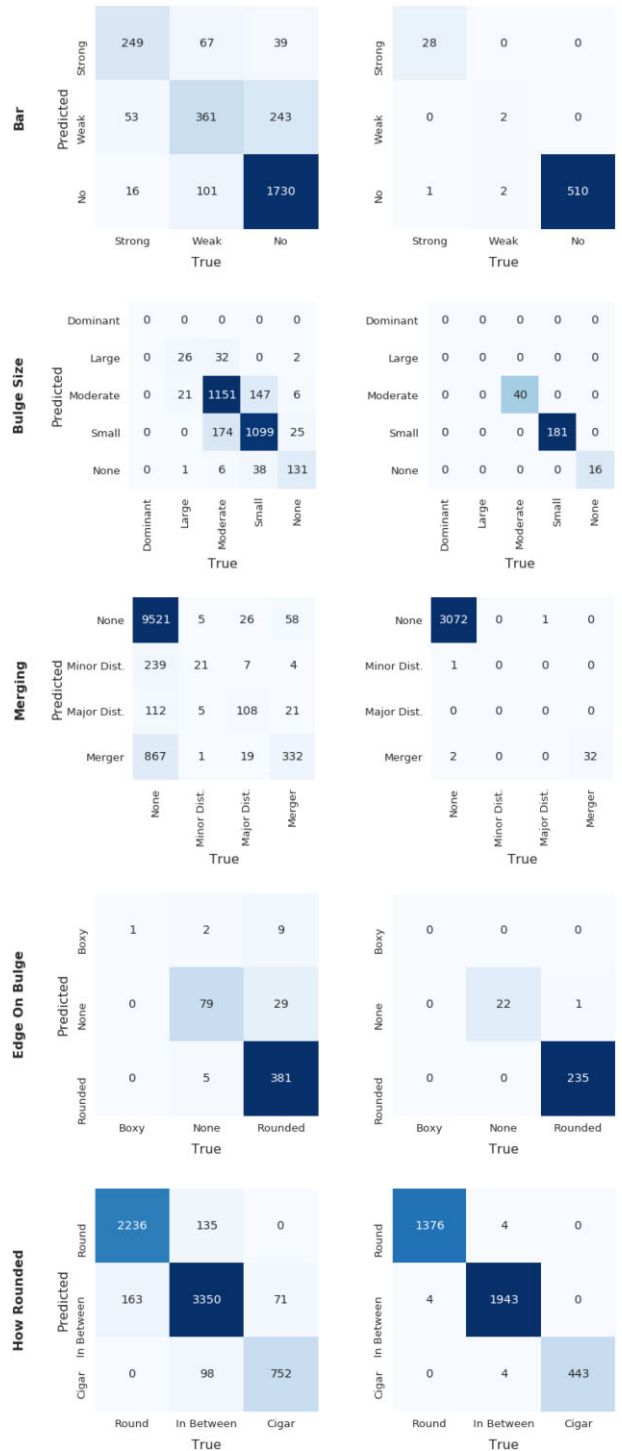 Bar
Predicted
Strong 249 67 39
Weak 53 361 243
No 16 101 1730
Strong Weak No
True
28 0 0
0 2 0
1 2 510
Strong Weak No
True
Bulge Size
Predicted
Dominant 0 0 0 0 0
Large 0 26 32 0 2
Moderate 0 21 1151 147 6
Small 0 0 174 1099 25
None 0 1 6 38 131
Dominant Large Moderate Small None
True
Dominant 0 0 0 0 0
Large 0 0 0 0 0
Moderate 0 0 40 0 0
Small 0 0 0 181 0
None 0 0 0 0 16
Dominant Large Moderate Small None
True
Merging
Predicted
None 9521 5 26 58
Minor Dist. 239 21 7 4
Major Dist. 112 5 108 21
Merger 867 1 19 332
None Minor Dist. Major Dist. Merger
True
None 3072 0 1 0
Minor Dist. 1 0 0 0
Major Dist. 0 0 0 0
Merger 2 0 0 32
None Minor Dist. Major Dist. Merger
True
Edge On Bulge
Predicted
Boxy 1 2 9
None 0 79 29
Rounded 0 5 381
Boxy None Rounded
True
Boxy 0 0 0
None 0 22 1
Rounded 0 0 235
Boxy None Rounded
True
How Rounded
Predicted
Round 2236 135 0
In Between 163 3350 71
Cigar 0 98 752
Round In Between Cigar
True
Round 1376 4 0
In Between 4 1943 0
Cigar 0 4 443
Round In Between Cigar
True